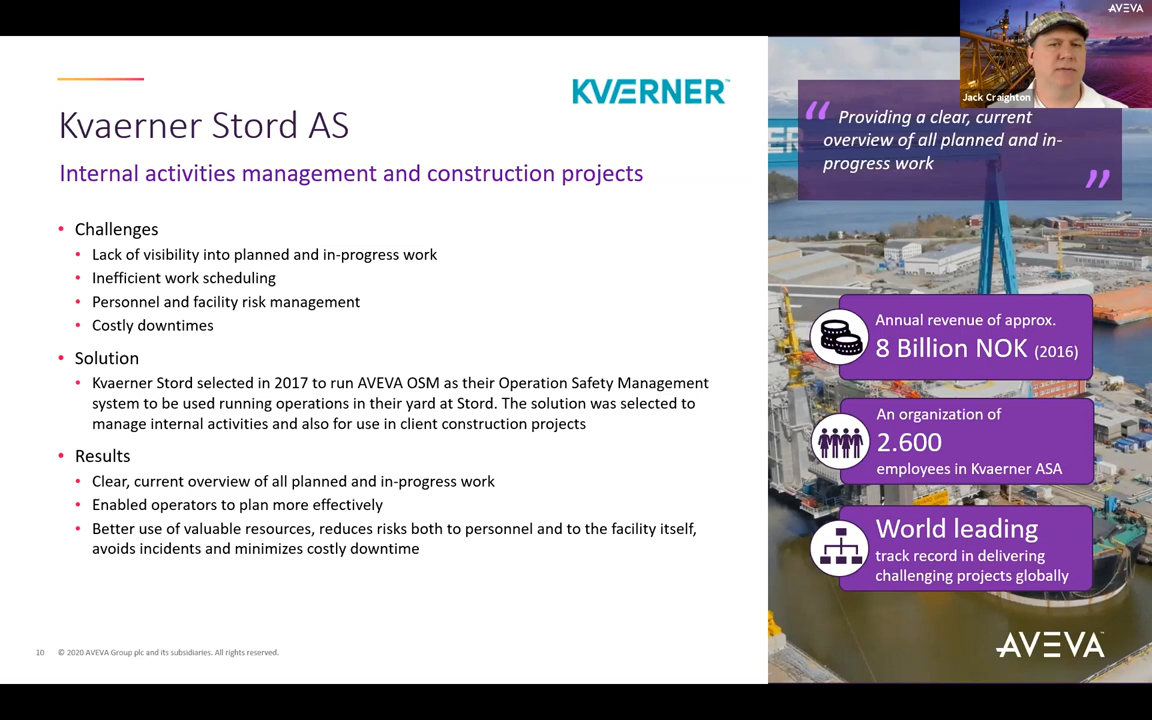 KVÆRNER™
Kvaerner Stord AS
Internal activities management and construction projects
• Challenges
• Lack of visibility into planned and in-progress work
• Inefficient work scheduling
• Personnel and facility risk management
• Costly downtimes
• Solution
• Kvaerner Stord selected in 2017 to run AVEVA OSM as their Operation Safety Management
system to be used running operations in their yard at Stord. The solution was selected to
manage internal activities and also for use in client construction projects
• Results
• Clear, current overview of all planned and in-progress work
• Enabled operators to plan more effectively
• Better use of valuable resources, reduces risks both to personnel and to the facility itself,
avoids incidents and minimizes costly downtime
10 © 2020 AVEVA Group plc and its subsidiaries. All rights reserved.
AVEVA
Jack Craighton
“ Providing a clear, current
overview of all planned and in-
progress work ”
ER
Annual revenue of approx.
8 Billion NOK (2016)
An organization of
2.600
employees in Kvaerner ASA
World leading
track record in delivering
challenging projects globally
AVEVA™